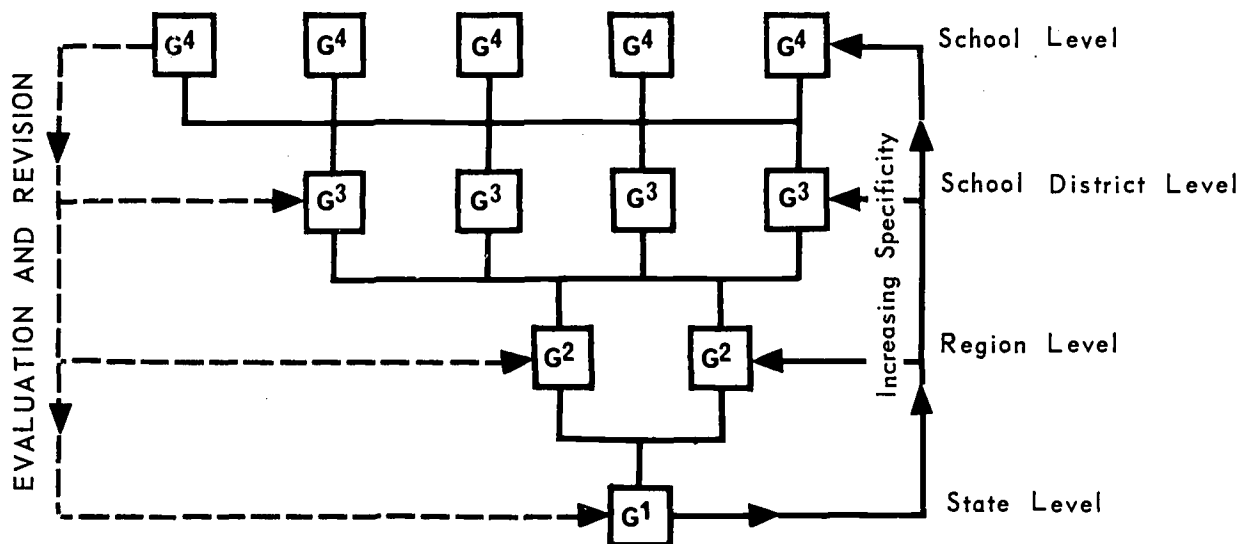 G4 G4 G4 G4 G4 School Level
EVALUATION AND REVISION
Increasing Specificity
G3 G3 G3 G3 School District Level
G2 G2 Region Level
G1 State Level